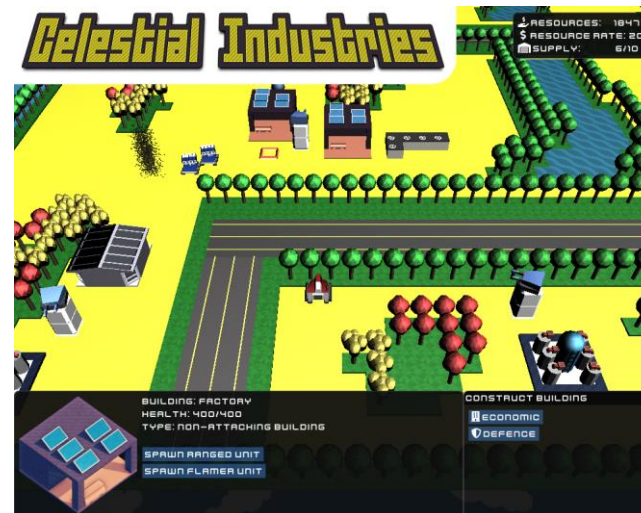 Celestial Industries
RESOURCES: 1847
RESOURCE RATE: 20
SUPPLY: 6/10
BUILDING: FACTORY
HEALTH: 400/400
TYPE: NON-ATTACHING BUILDING
SPAWN RANGED UNIT
SPAWN FLAMER UNIT
CONSTRUCT BUILDING
ECONOMIC
DEFENCE